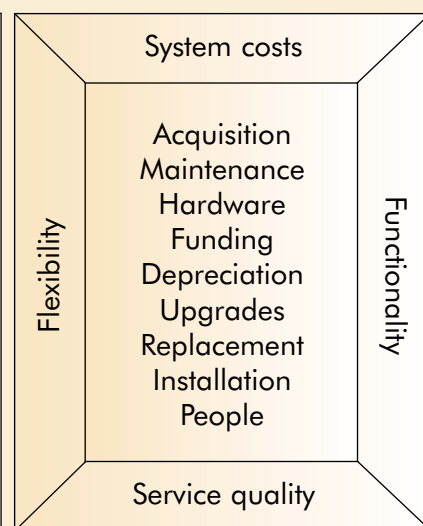 System costs
Flexibility
Acquisition
Maintenance
Hardware
Funding
Depreciation
Upgrades
Replacement
Installation
People
Functionality
Service quality